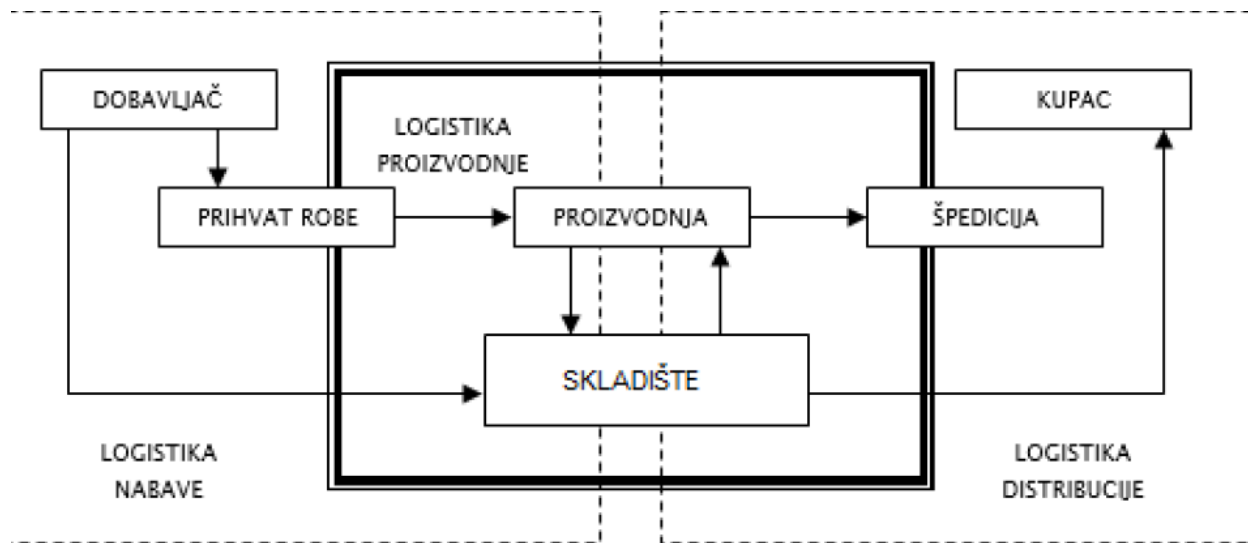 DOBAVLJAČ
KUPAC
LOGISTIKA
PROIZVODNJE
PRIHVAT ROBE
PROIZVODNJA
ŠPEDICIJA
SKLADIŠTE
LOGISTIKA
NABAVE
LOGISTIKA
DISTRIBUCIJE